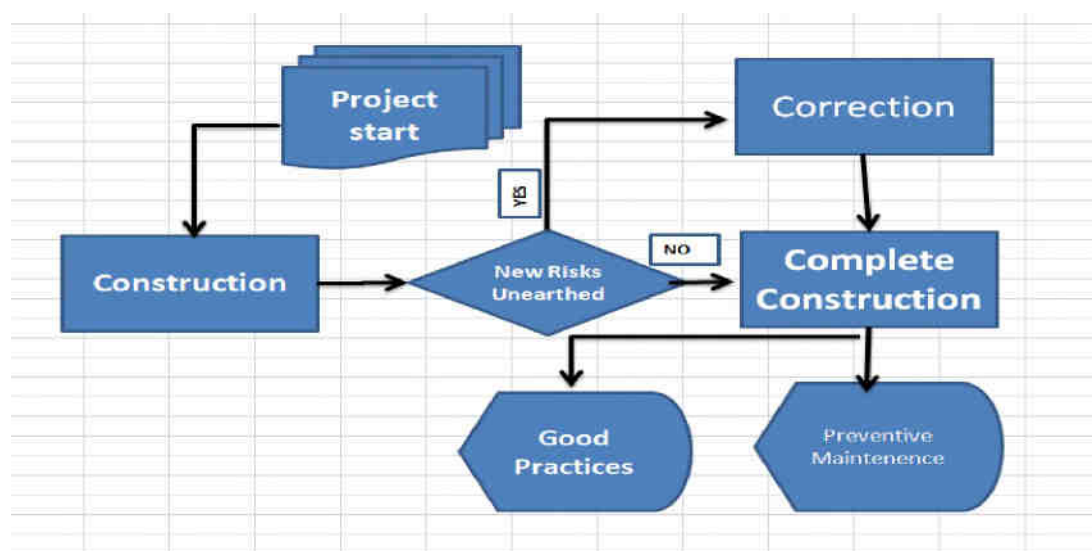 Project
start
Correction
YES
NO
Construction
New Risks
Unearthed
Complete
Construction
Good
Practices
Preventive
Maintenence